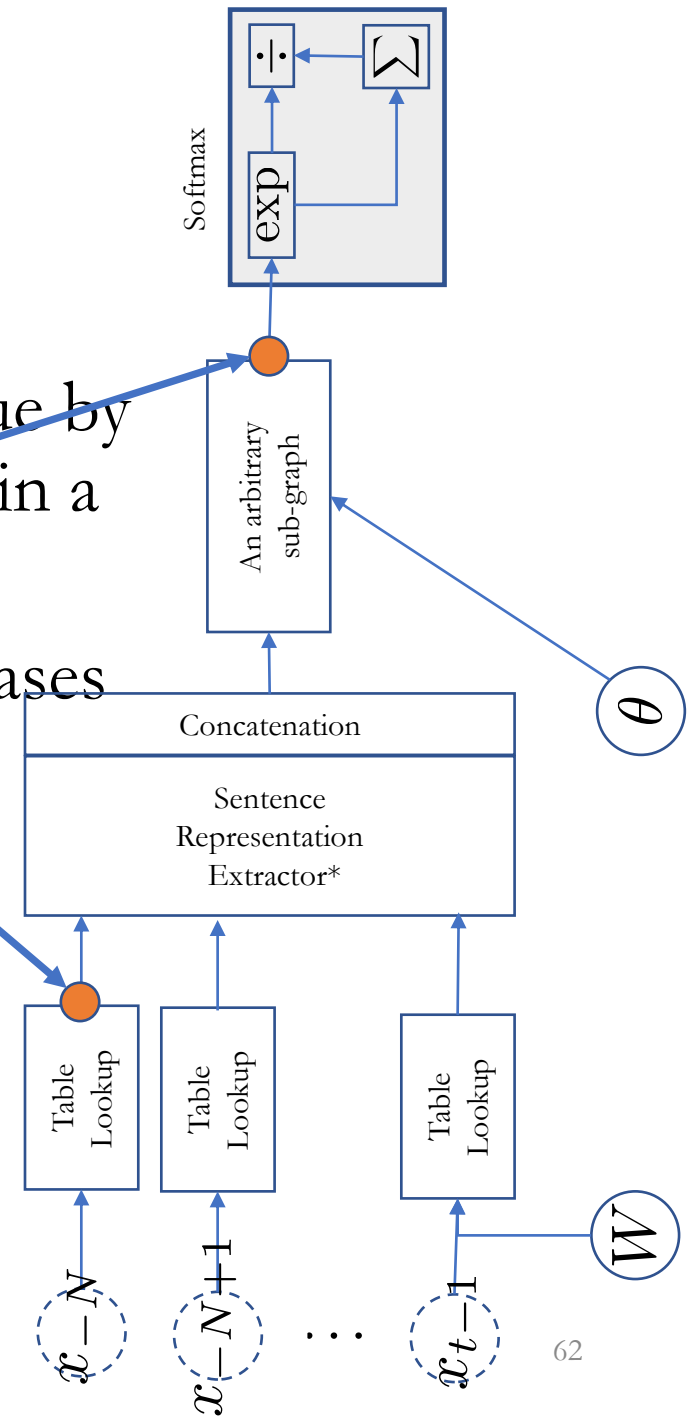 ÷
Σ
Softmax
exp
ue by
in a
An arbitrary
sub-graph
ases
Concatenation
θ
Sentence
Representation
Extractor*
Table
Lookup
Table
Lookup
Table
Lookup
W
x−N
x−N+1
...
xt−1
62